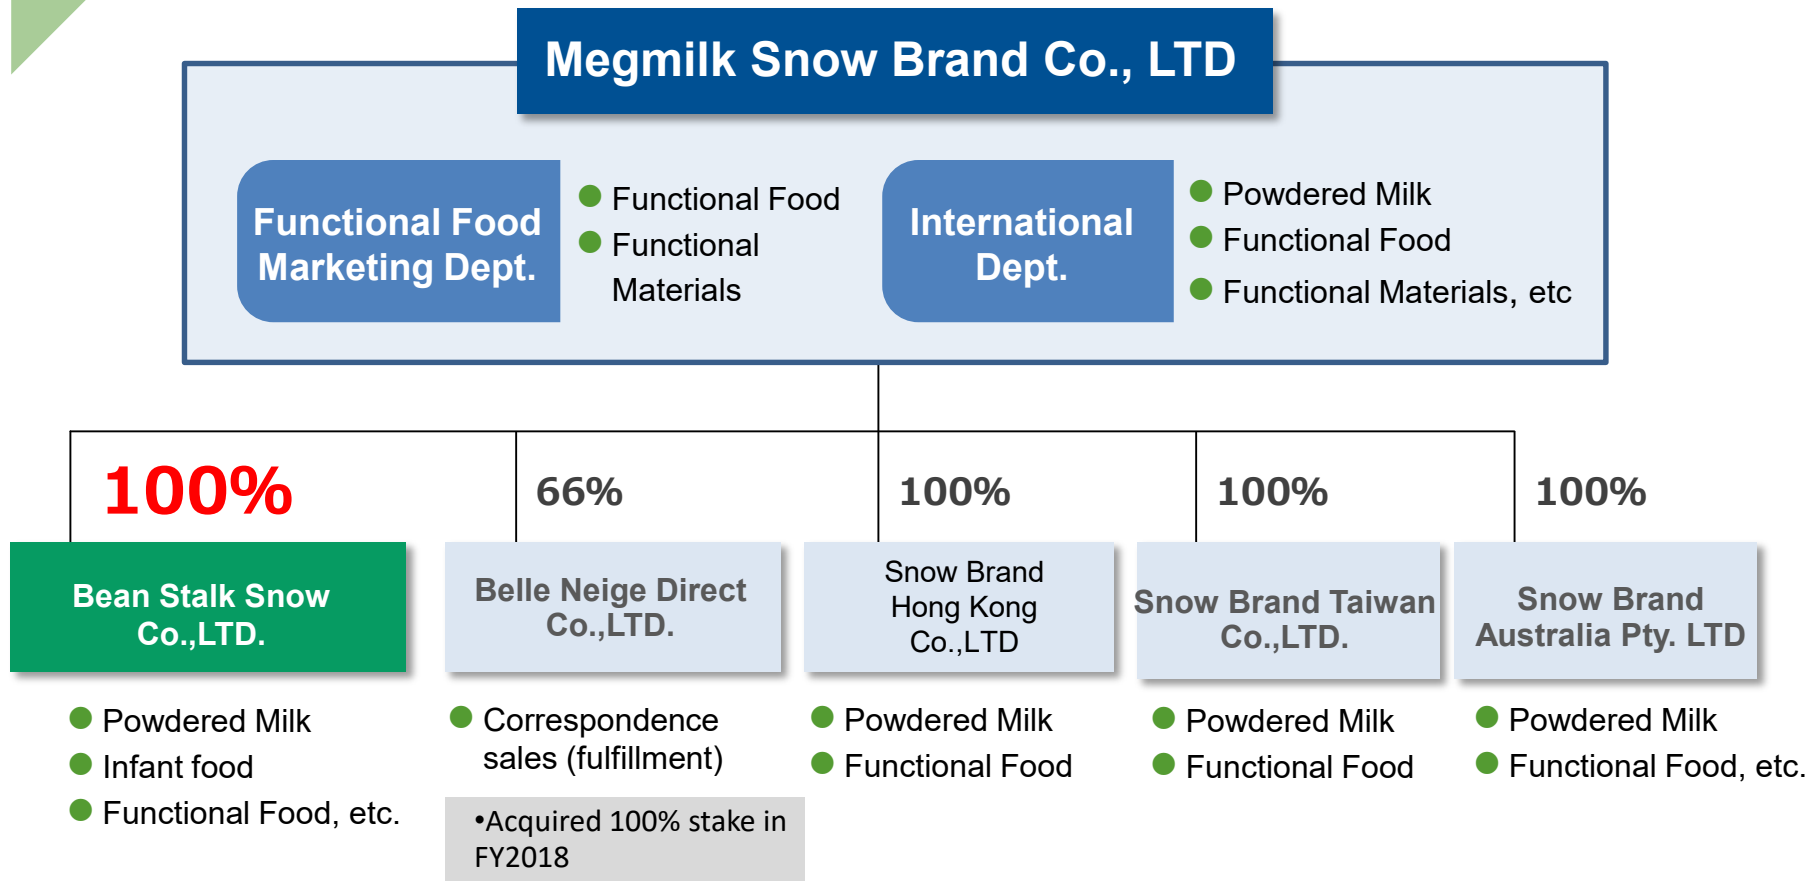 Megmilk Snow Brand Co., LTD
Functional Food
Marketing Dept.
Functional Food
Functional
Materials
International
Dept.
Powdered Milk
Functional Food
Functional Materials, etc
100%
66%
100%
100%
100%
Bean Stalk Snow
Co.,LTD.
Belle Neige Direct
Co.,LTD.
Snow Brand
Hong Kong
Co.,LTD
Snow Brand Taiwan
Co.,LTD.
Snow Brand
Australia Pty. LTD
Powdered Milk
Infant food
Functional Food, etc.
Correspondence
sales (fulfillment)
•Acquired 100% stake in
FY2018
Powdered Milk
Functional Food
Powdered Milk
Functional Food
Powdered Milk
Functional Food, etc.